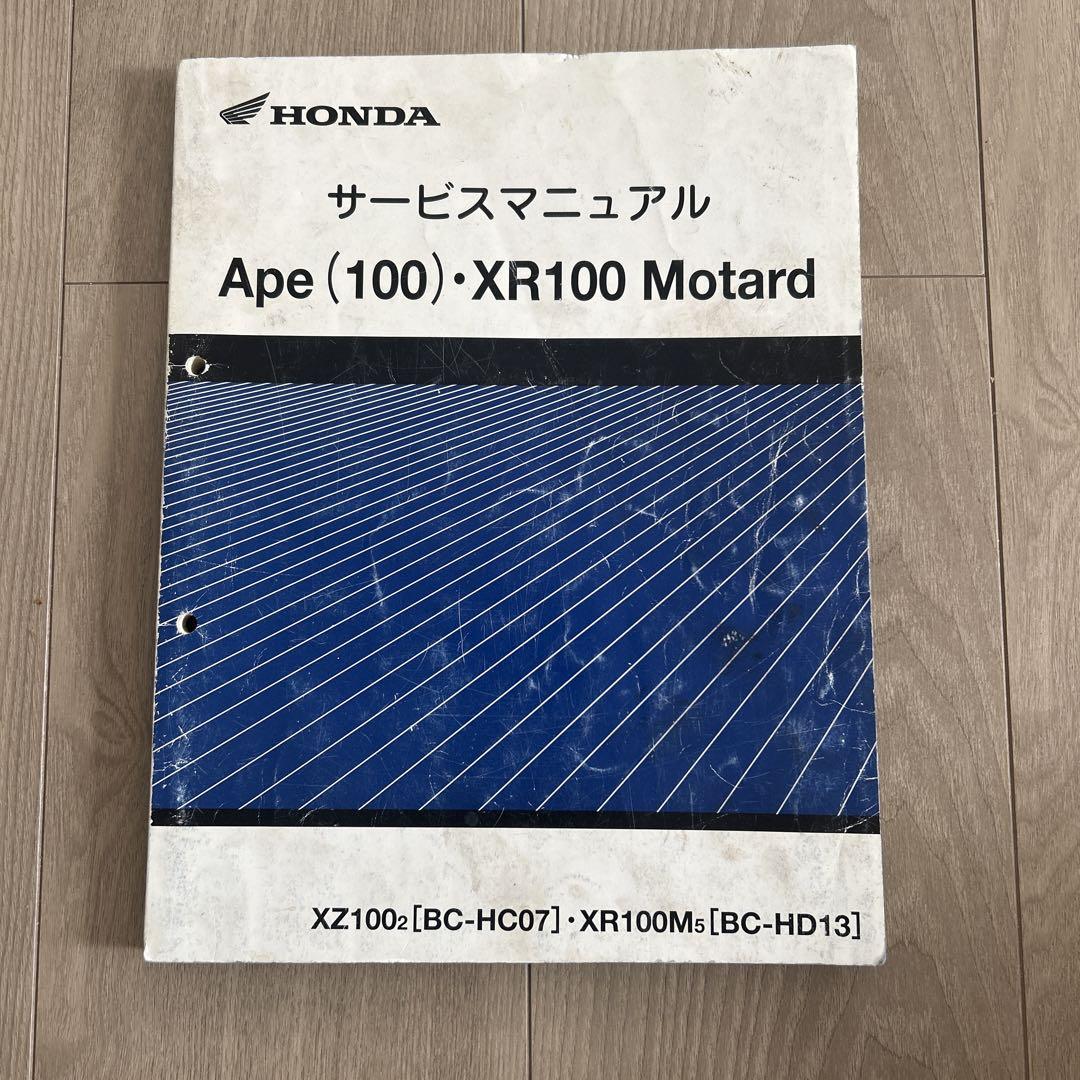 HONDA
サービスマニュアル
Ape（100）・XR100 Motard
XZ100₂［BC-HC07］・XR100M₅［BC-HD13］